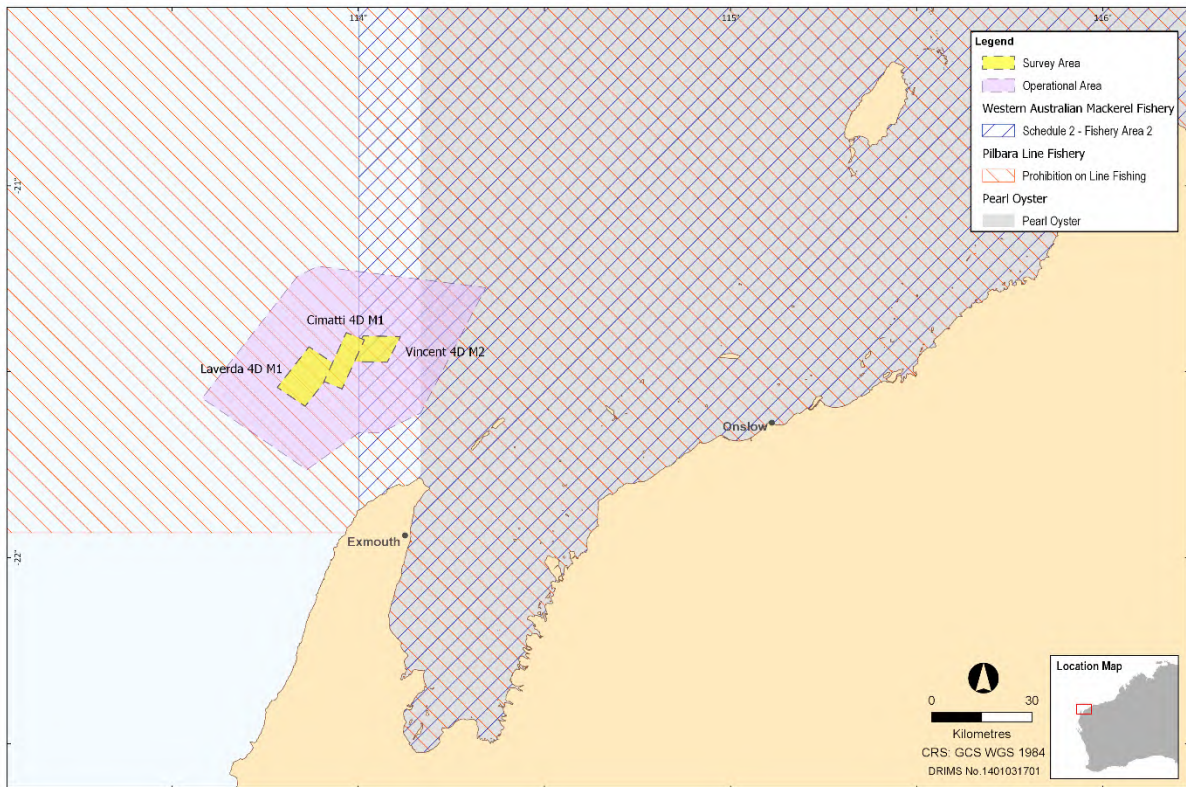 114°
115°
116°
Legend
Survey Area
Operational Area
Western Australian Mackerel Fishery
Schedule 2 - Fishery Area 2
Pilbara Line Fishery
Prohibition on Line Fishing
Pearl Oyster
Pearl Oyster
-21°
Cimatti 4D M1
Vincent 4D M2
Laverda 4D M1
Onslow
Exmouth
-22°
0 30
Kilometres
CRS: GCS WGS 1984
DRIMS No.1401031701
Location Map